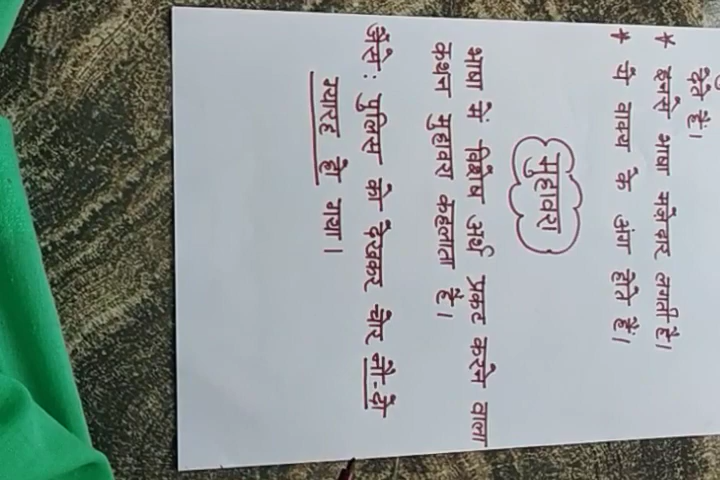 देते हैं।
* इनसे भाषा मज़ेदार लगती है।
* ये वाक्य के अंग होते हैं।
मुहावरा
भाषा में विशेष अर्थ प्रकट करने वाला
कथन मुहावरा कहलाता है।
जैसे: पुलिस को देखकर चोर नौ-दो
ग्यारह हो गया।